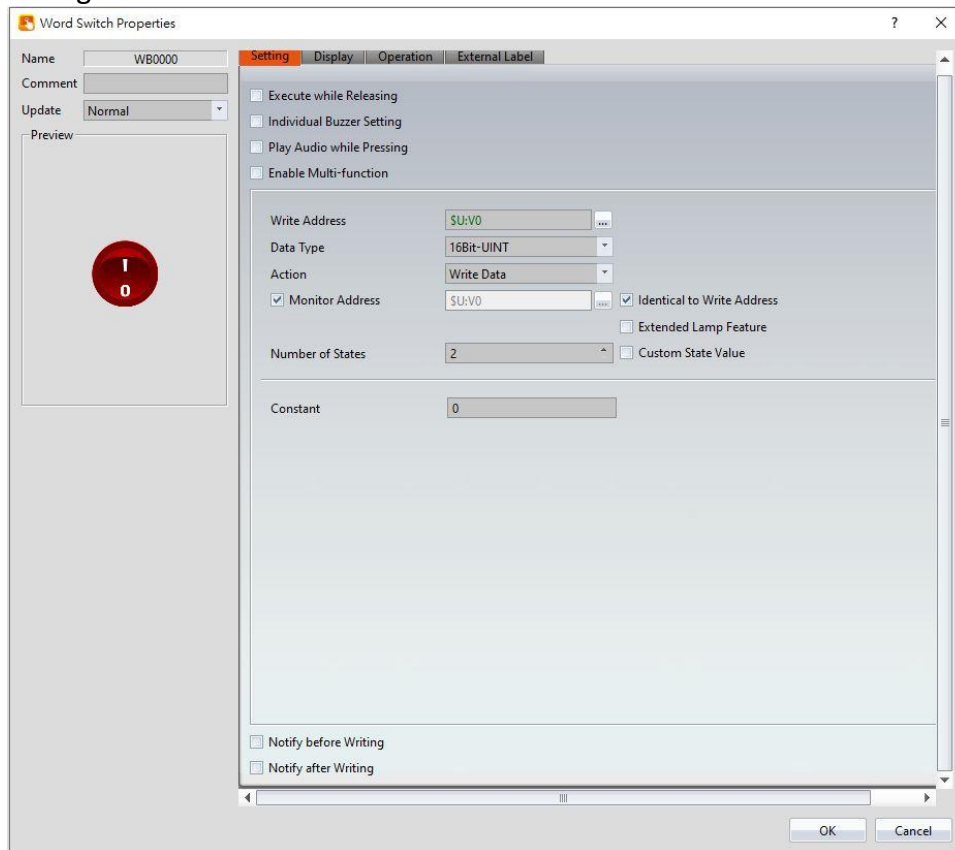 Word Switch Properties ? X
Name WB0000
Comment
Update Normal
Preview
!
0
Setting Display Operation External Label
Execute while Releasing
Individual Buzzer Setting
Play Audio while Pressing
Enable Multi-function
Write Address $U:V0 ...
Data Type 16Bit-UINT
Action Write Data
Monitor Address $U:V0 ... Identical to Write Address
Extended Lamp Feature
Number of States 2 Custom State Value
Constant 0
Notify before Writing
Notify after Writing
OK Cancel